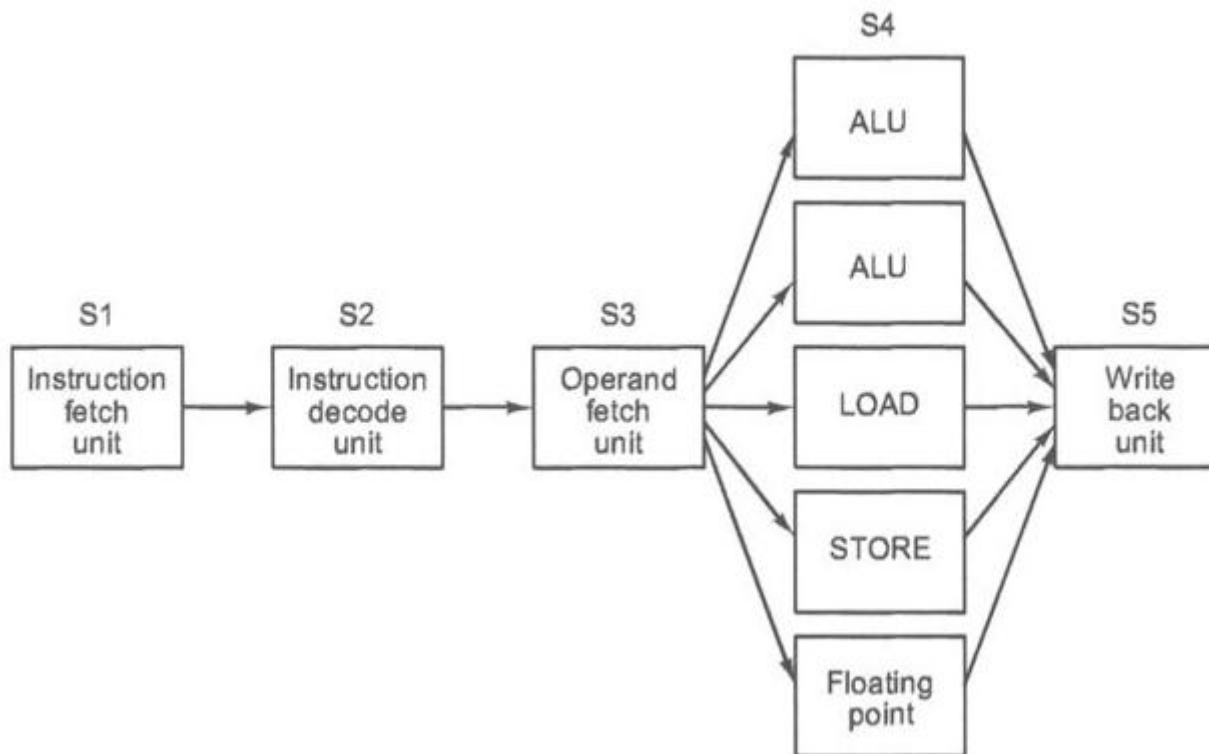 S4
ALU
ALU
S1
Instruction
fetch
unit
S2
Instruction
decode
unit
S3
Operand
fetch
unit
LOAD
S5
Write
back
unit
STORE
Floating
point